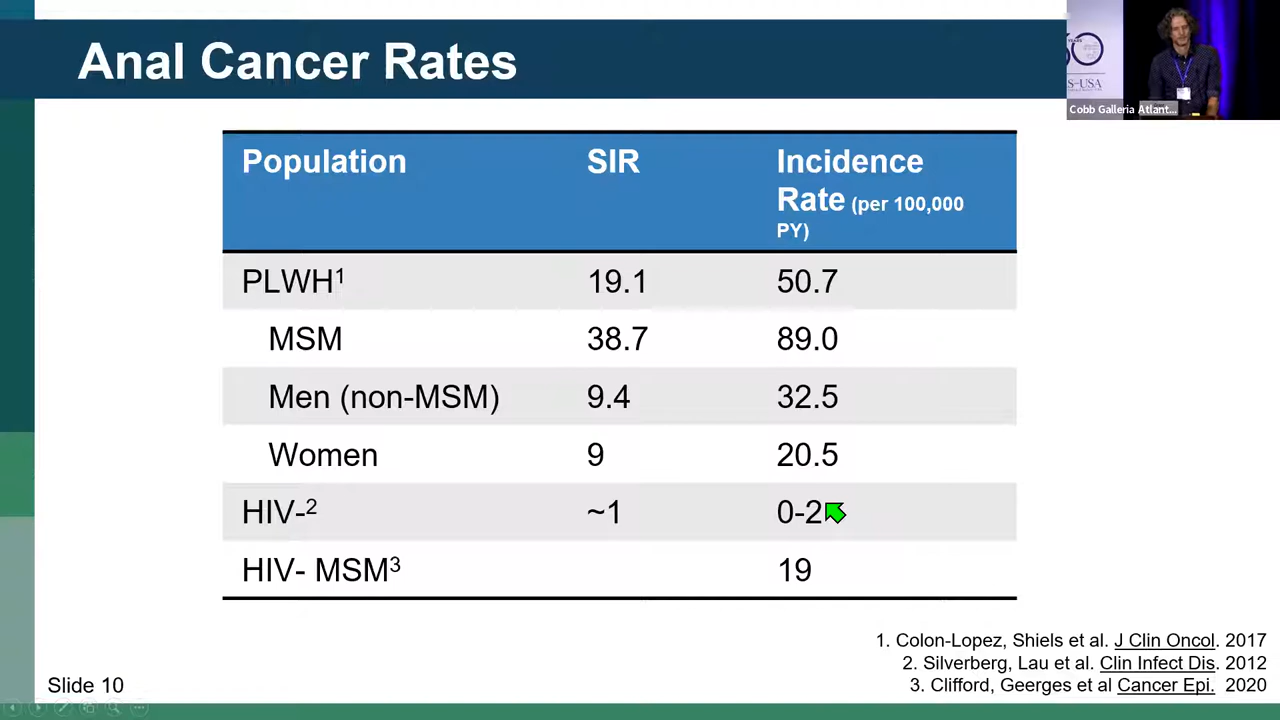 Anal Cancer Rates
60
S-USA
Cobb Galleria Atlant...
Population SIR Incidence
Rate (per 100,000
PY)
PLWH¹ 19.1 50.7
MSM 38.7 89.0
Men (non-MSM) 9.4 32.5
Women 9 20.5
HIV-² ~1 0-2
HIV- MSM³ 19
1. Colon-Lopez, Shiels et al. J Clin Oncol. 2017
2. Silverberg, Lau et al. Clin Infect Dis. 2012
3. Clifford, Geerges et al Cancer Epi. 2020
Slide 10